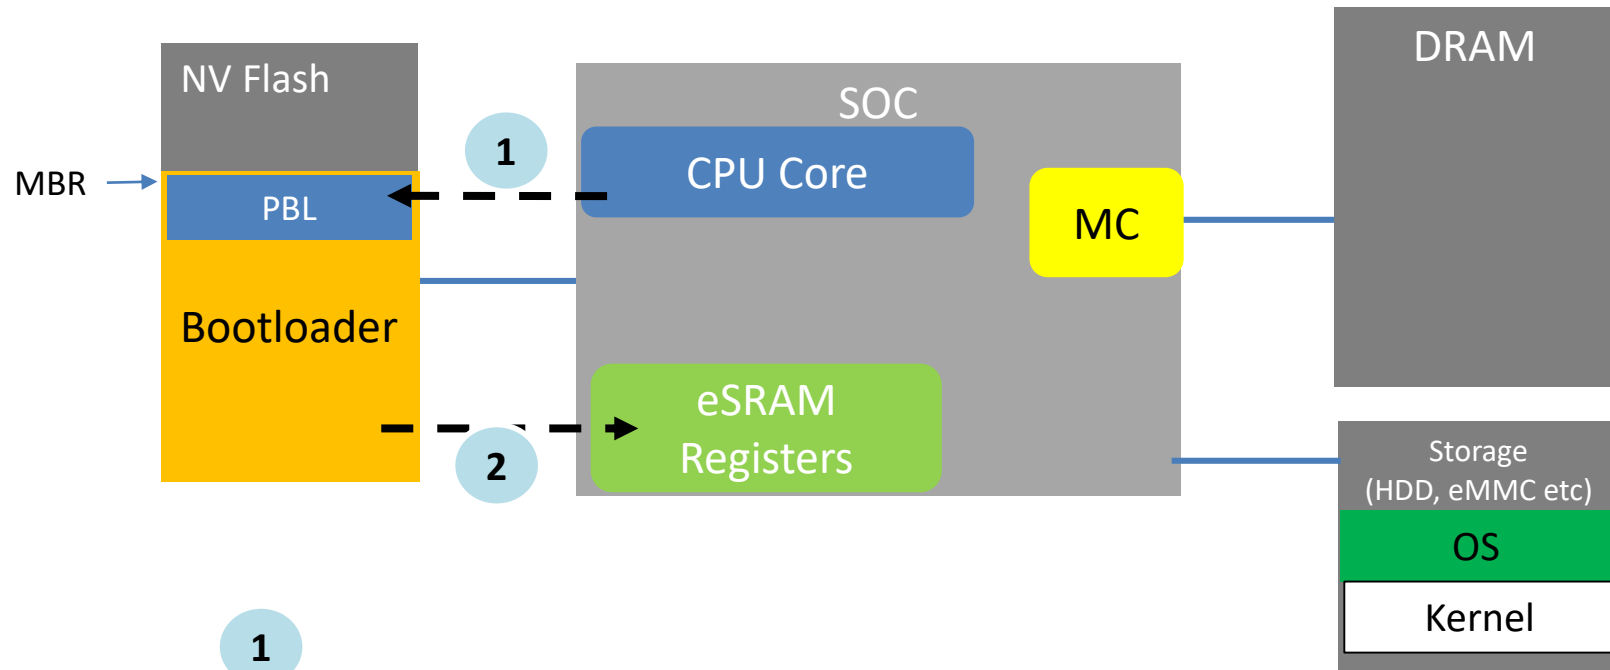 NV Flash
MBR
PBL
Bootloader
1
2
SOC
CPU Core
MC
eSRAM
Registers
DRAM
Storage
(HDD, eMMC etc)
OS
Kernel
1